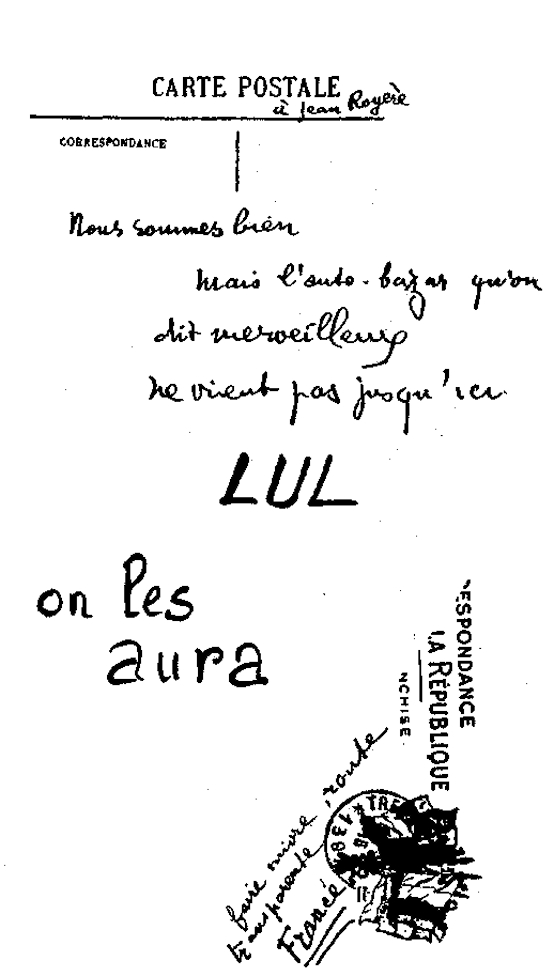 CARTE POSTALE
à Jean Royère
CORRESPONDANCE
Nous sommes bien
mais l'auto-bazar qu'on
dit merveilleux
ne vient pas jusqu'ici
LUL
on les
aura
ESPONDANCE
LA RÉPUBLIQUE
NCHISE
faire suivre route
transparente
France
TRE
138